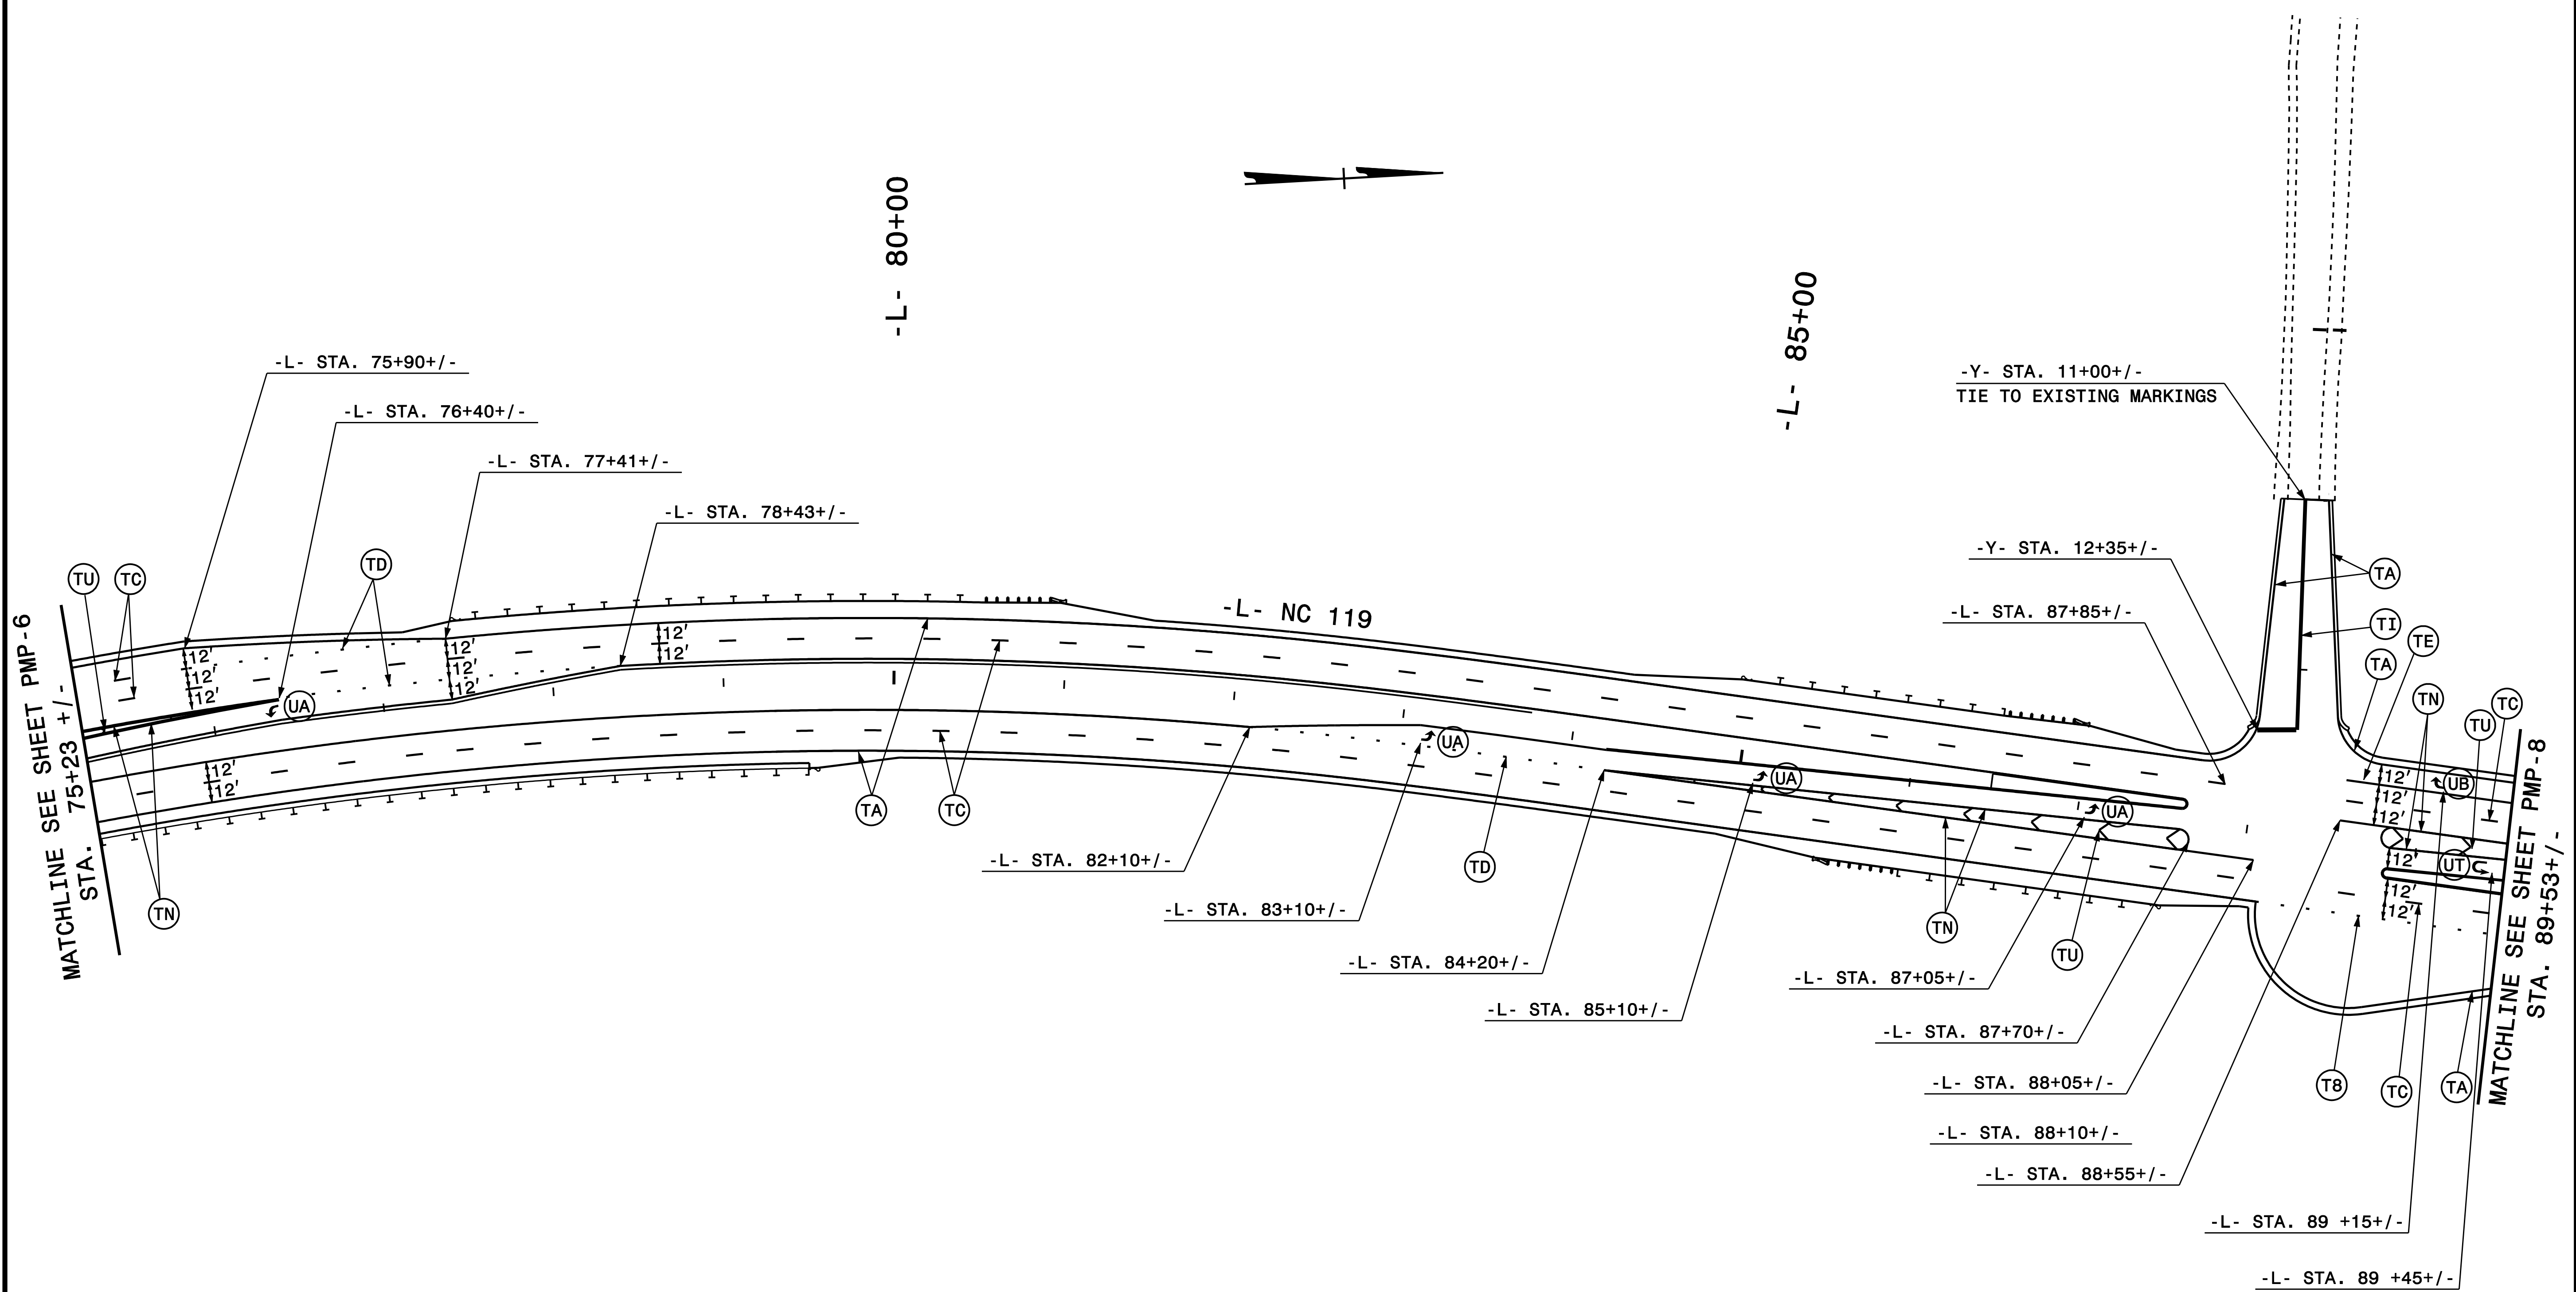 -L- 80+00
-L- 85+00
-L- STA. 75+90+/-
-L- STA. 76+40+/-
-L- STA. 77+41+/-
-L- STA. 78+43+/-
-Y- STA. 11+00+/-
TIE TO EXISTING MARKINGS
-Y- STA. 12+35+/-
-L- STA. 87+85+/-
MATCHLINE SEE SHEET PMP-6
STA. 75+23 +/-
TU
TC
TD
-L- NC 119
TA
TI
TE
TA
TN
TU
TC
12'
12'
12'
12'
12'
12'
12'
12'
12'
12'
UA
UA
UA
UA
12'
12'
12'
UB
12'
UT
12'
12'
MATCHLINE SEE SHEET PMP-8
STA. 89+53+/-
TN
TA
TC
TD
TN
TU
T8
TC
TA
-L- STA. 82+10+/-
-L- STA. 83+10+/-
-L- STA. 84+20+/-
-L- STA. 85+10+/-
-L- STA. 87+05+/-
-L- STA. 87+70+/-
-L- STA. 88+05+/-
-L- STA. 88+10+/-
-L- STA. 88+55+/-
-L- STA. 89 +15+/-
-L- STA. 89 +45+/-